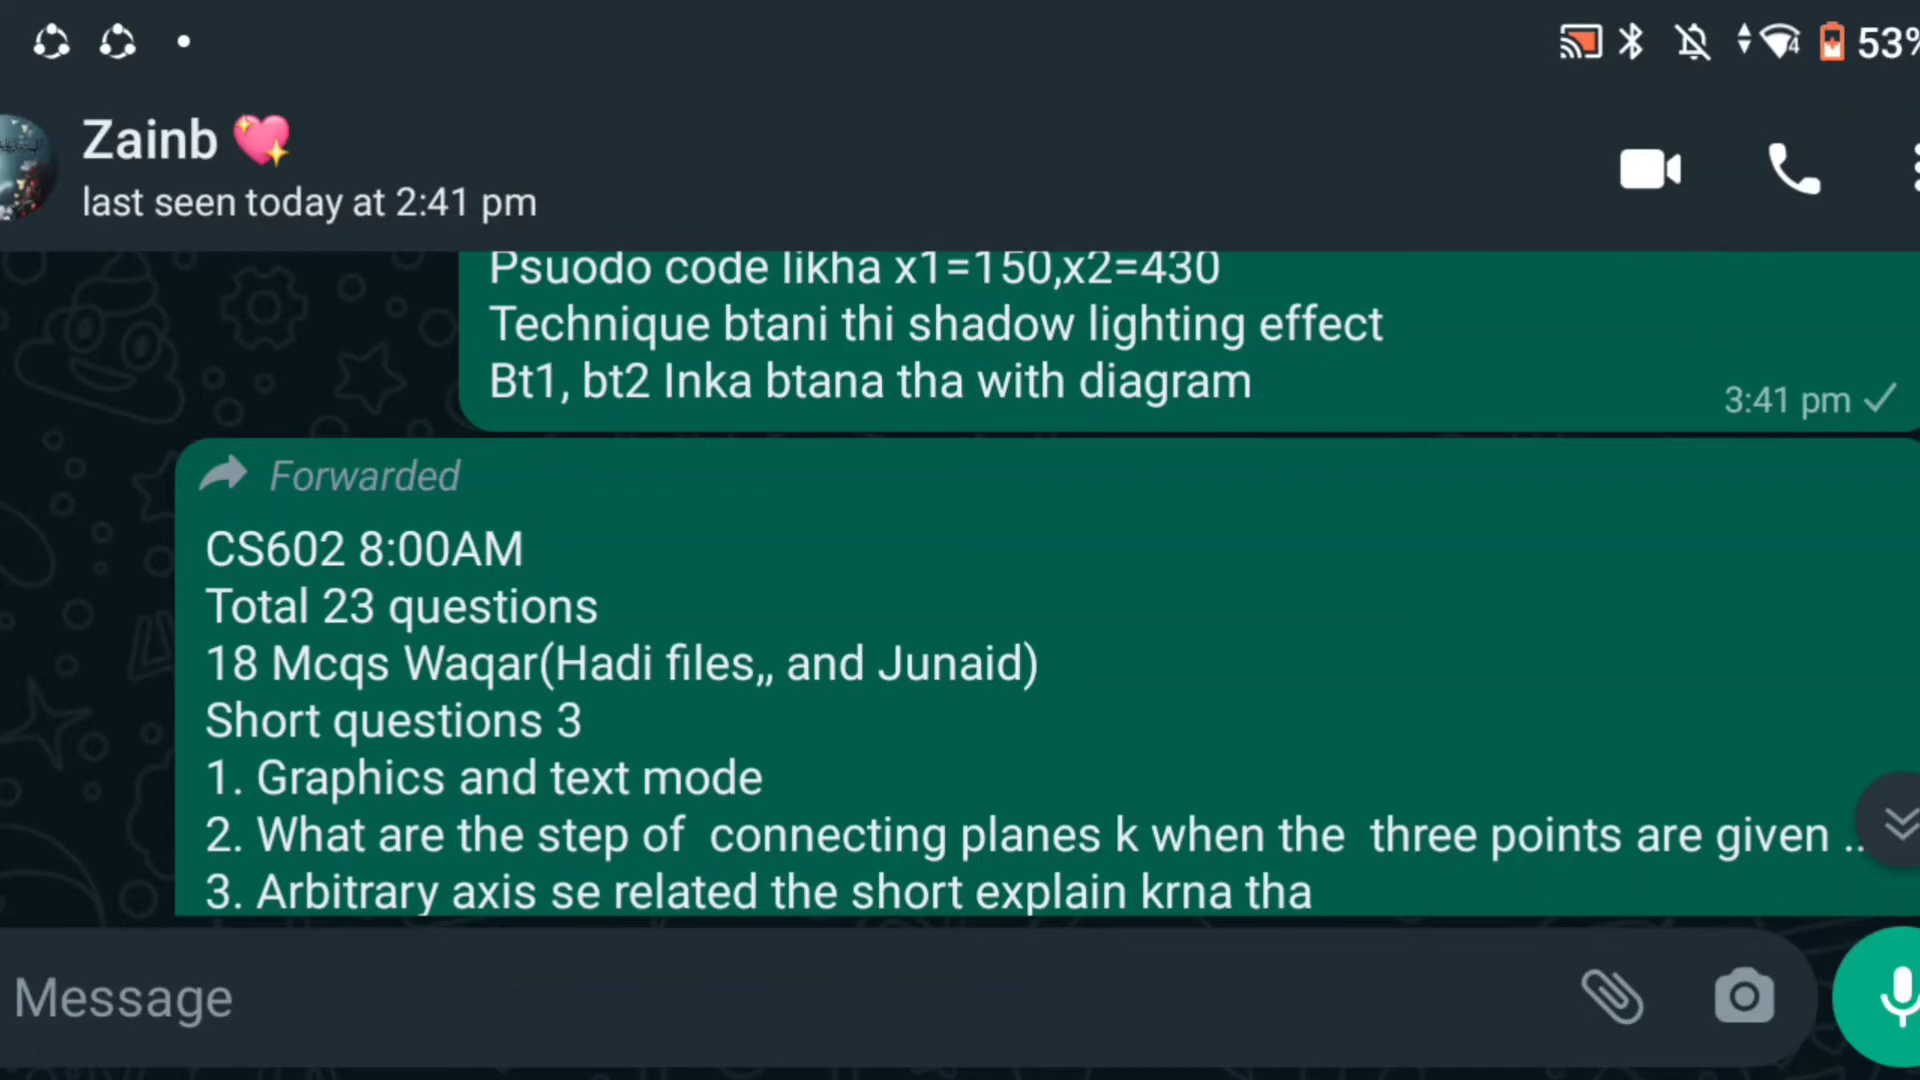 53%
Zainb
last seen today at 2:41 pm
Psuodo code likha x1=150,x2=430
Technique btani thi shadow lighting effect
Bt1, bt2 Inka btana tha with diagram
3:41 pm
Forwarded
CS602 8:00AM
Total 23 questions
18 Mcqs Waqar(Hadi files,, and Junaid)
Short questions 3
1. Graphics and text mode
2. What are the step of  connecting planes k when the  three points are given ..
3. Arbitrary axis se related the short explain krna tha
Message